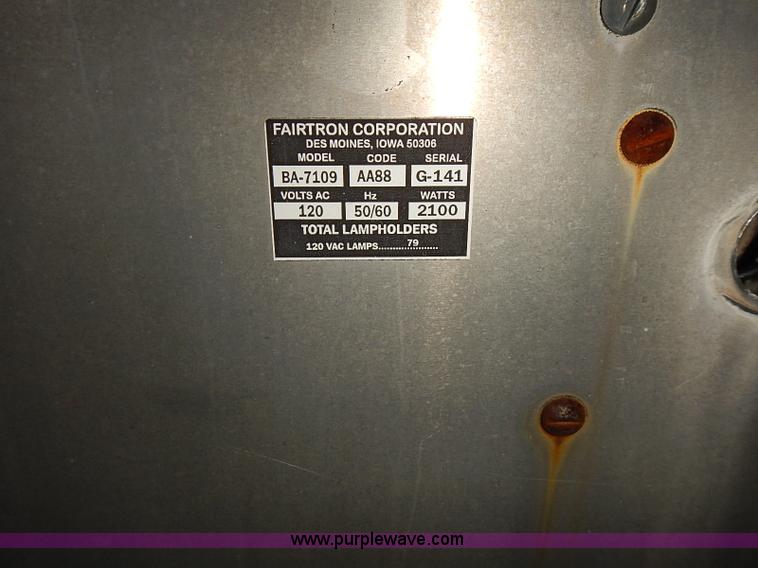 FAIRTRON CORPORATION
DES MOINES, IOWA 50306
MODEL CODE SERIAL
BA-7109 AA88 G-141
VOLTS AC Hz WATTS
120 50/60 2100
TOTAL LAMPHOLDERS
120 VAC LAMPS.........79.........
www.purplewave.com